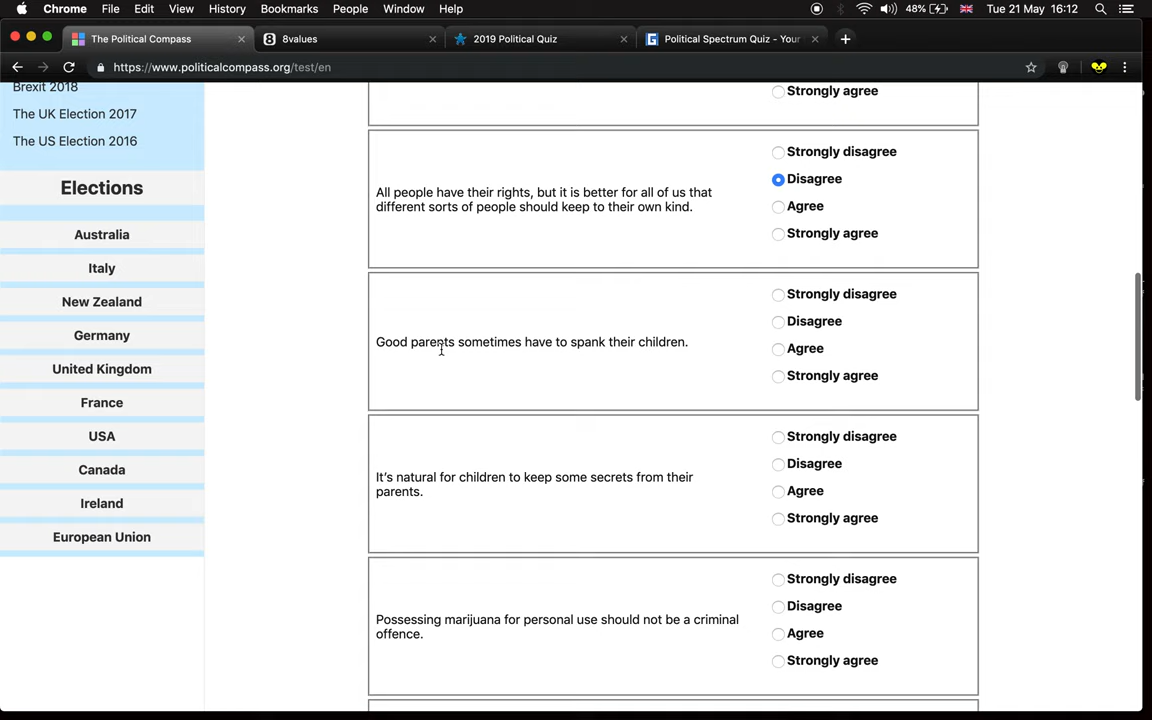 Chrome File Edit View History Bookmarks People Window Help 48% Tue 21 May 16:12
The Political Compass 8values 2019 Political Quiz Political Spectrum Quiz - Your
https://www.politicalcompass.org/test/en
Brexit 2018
The UK Election 2017
The US Election 2016
Elections
Australia
Italy
New Zealand
Germany
United Kingdom
France
USA
Canada
Ireland
European Union
Strongly agree
All people have their rights, but it is better for all of us that
different sorts of people should keep to their own kind.
Strongly disagree
Disagree
Agree
Strongly agree
Good parents sometimes have to spank their children.
Strongly disagree
Disagree
Agree
Strongly agree
It's natural for children to keep some secrets from their
parents.
Strongly disagree
Disagree
Agree
Strongly agree
Possessing marijuana for personal use should not be a criminal
offence.
Strongly disagree
Disagree
Agree
Strongly agree